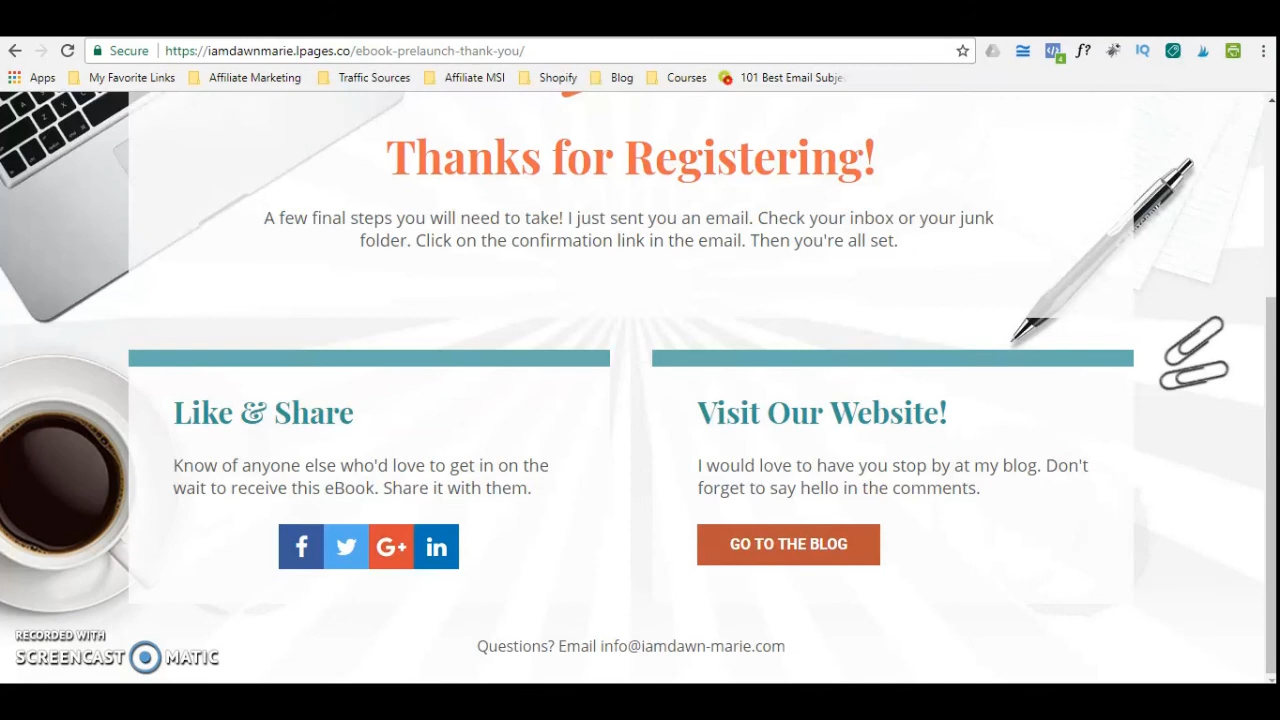 Secure
https://iamdawnmarie.lpages.co/ebook-prelaunch-thank-you/
f?
IQ
4
Apps
My Favorite Links
Affiliate Marketing
Traffic Sources
Affiliate MSI
Shopify
Blog
Courses
101 Best Email Subje
Thanks for Registering!
A few final steps you will need to take! I just sent you an email. Check your inbox or your junk
folder. Click on the confirmation link in the email. Then you're all set.
Like & Share
Know of anyone else who'd love to get in on the
wait to receive this eBook. Share it with them.
f
G+
in
Visit Our Website!
I would love to have you stop by at my blog. Don't
forget to say hello in the comments.
GO TO THE BLOG
Questions? Email info@iamdawn-marie.com
RECORDED WITH
SCREENCAST MATIC